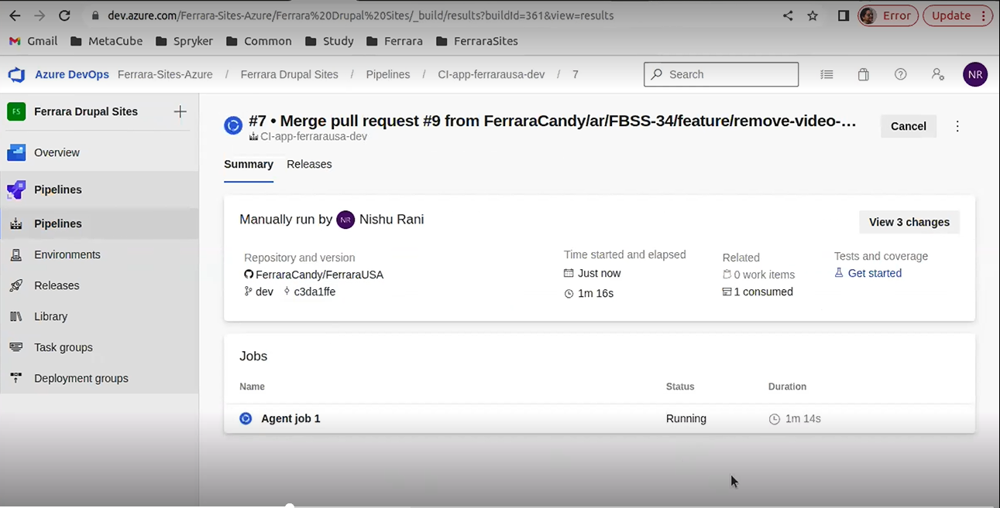 dev.azure.com/Ferrara-Sites-Azure/Ferrara%20Drupal%20Sites/_build/results?buildId=361&view=results
Error
Update
Gmail MetaCube Spryker Common Study Ferrara FerraraSites
Azure DevOps Ferrara-Sites-Azure / Ferrara Drupal Sites / Pipelines / CI-app-ferrarausa-dev / 7
Search
NR
FS Ferrara Drupal Sites +
Overview
Pipelines
Pipelines
Environments
Releases
Library
Task groups
Deployment groups
#7 • Merge pull request #9 from FerraraCandy/ar/FBSS-34/feature/remove-video-...
CI-app-ferrarausa-dev
Cancel
Summary Releases
Manually run by NR Nishu Rani
View 3 changes
Repository and version
FerraraCandy/FerraraUSA
dev c3da1ffe
Time started and elapsed
Just now
1m 16s
Related
0 work items
1 consumed
Tests and coverage
Get started
Jobs
Name Status Duration
Agent job 1 Running 1m 14s